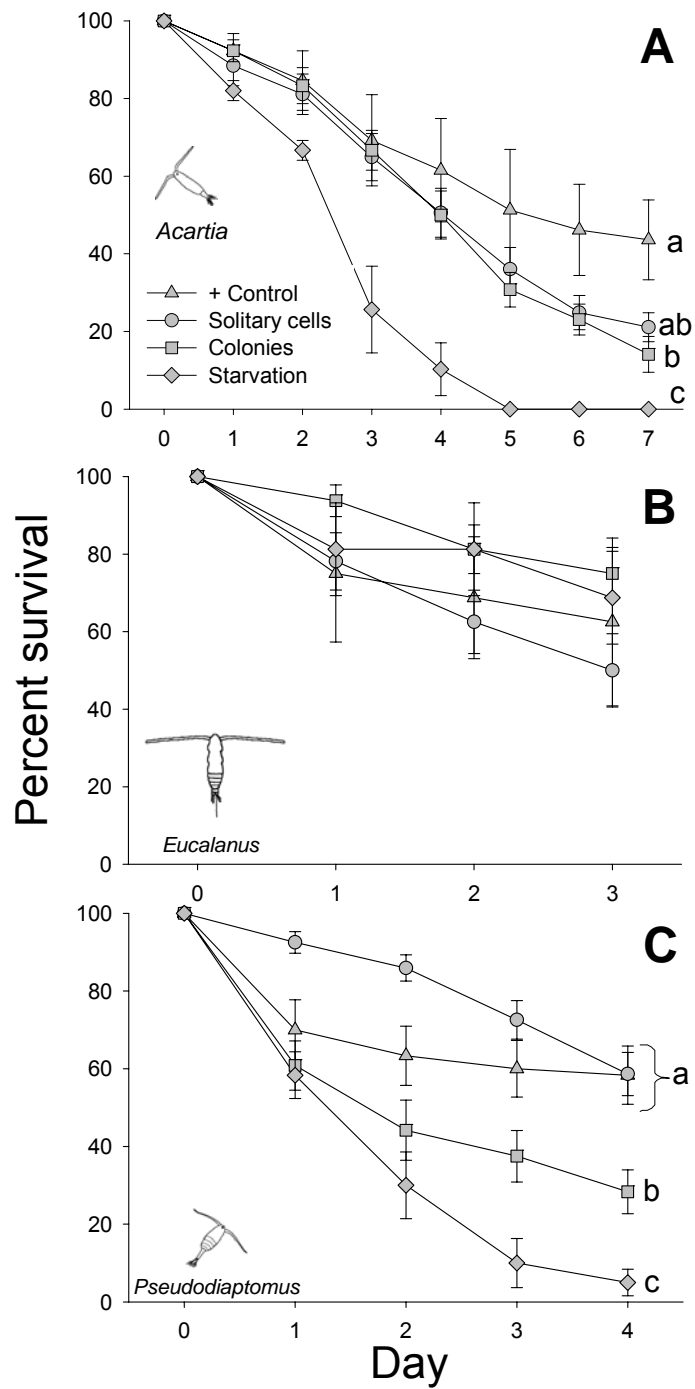 A
100
80
60
40
20
0
Acartia
+ Control
Solitary cells
Colonies
Starvation
a
ab
b
c
0 1 2 3 4 5 6 7
B
100
80
60
40
20
0
Eucalanus
0 1 2 3
Percent survival
C
100
80
60
40
20
0
Pseudodiaptomus
a
b
c
0 1 2 3 4
Day